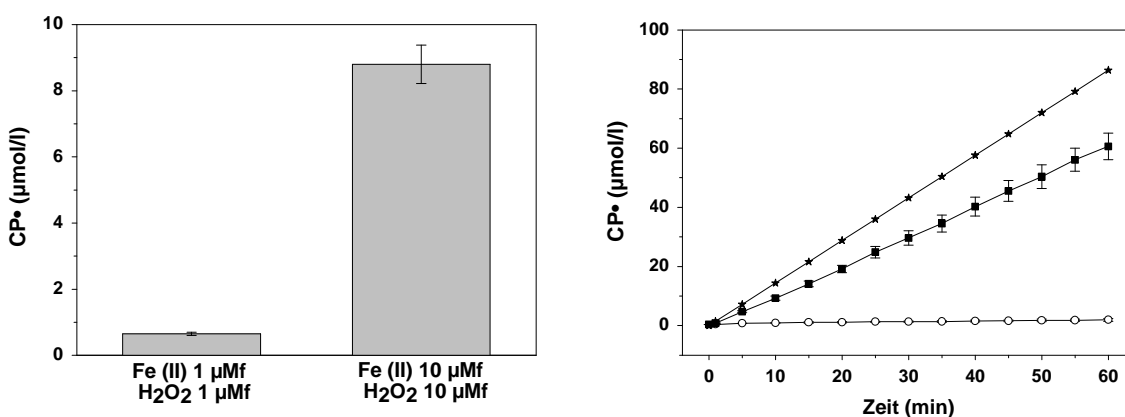 10
8
6
4
2
0
CP• (µmol/l)
Fe (II) 1 µMf
H₂O₂ 1 µMf
Fe (II) 10 µMf
H₂O₂ 10 µMf
100
80
60
40
20
0
CP• (µmol/l)
0 10 20 30 40 50 60
Zeit (min)